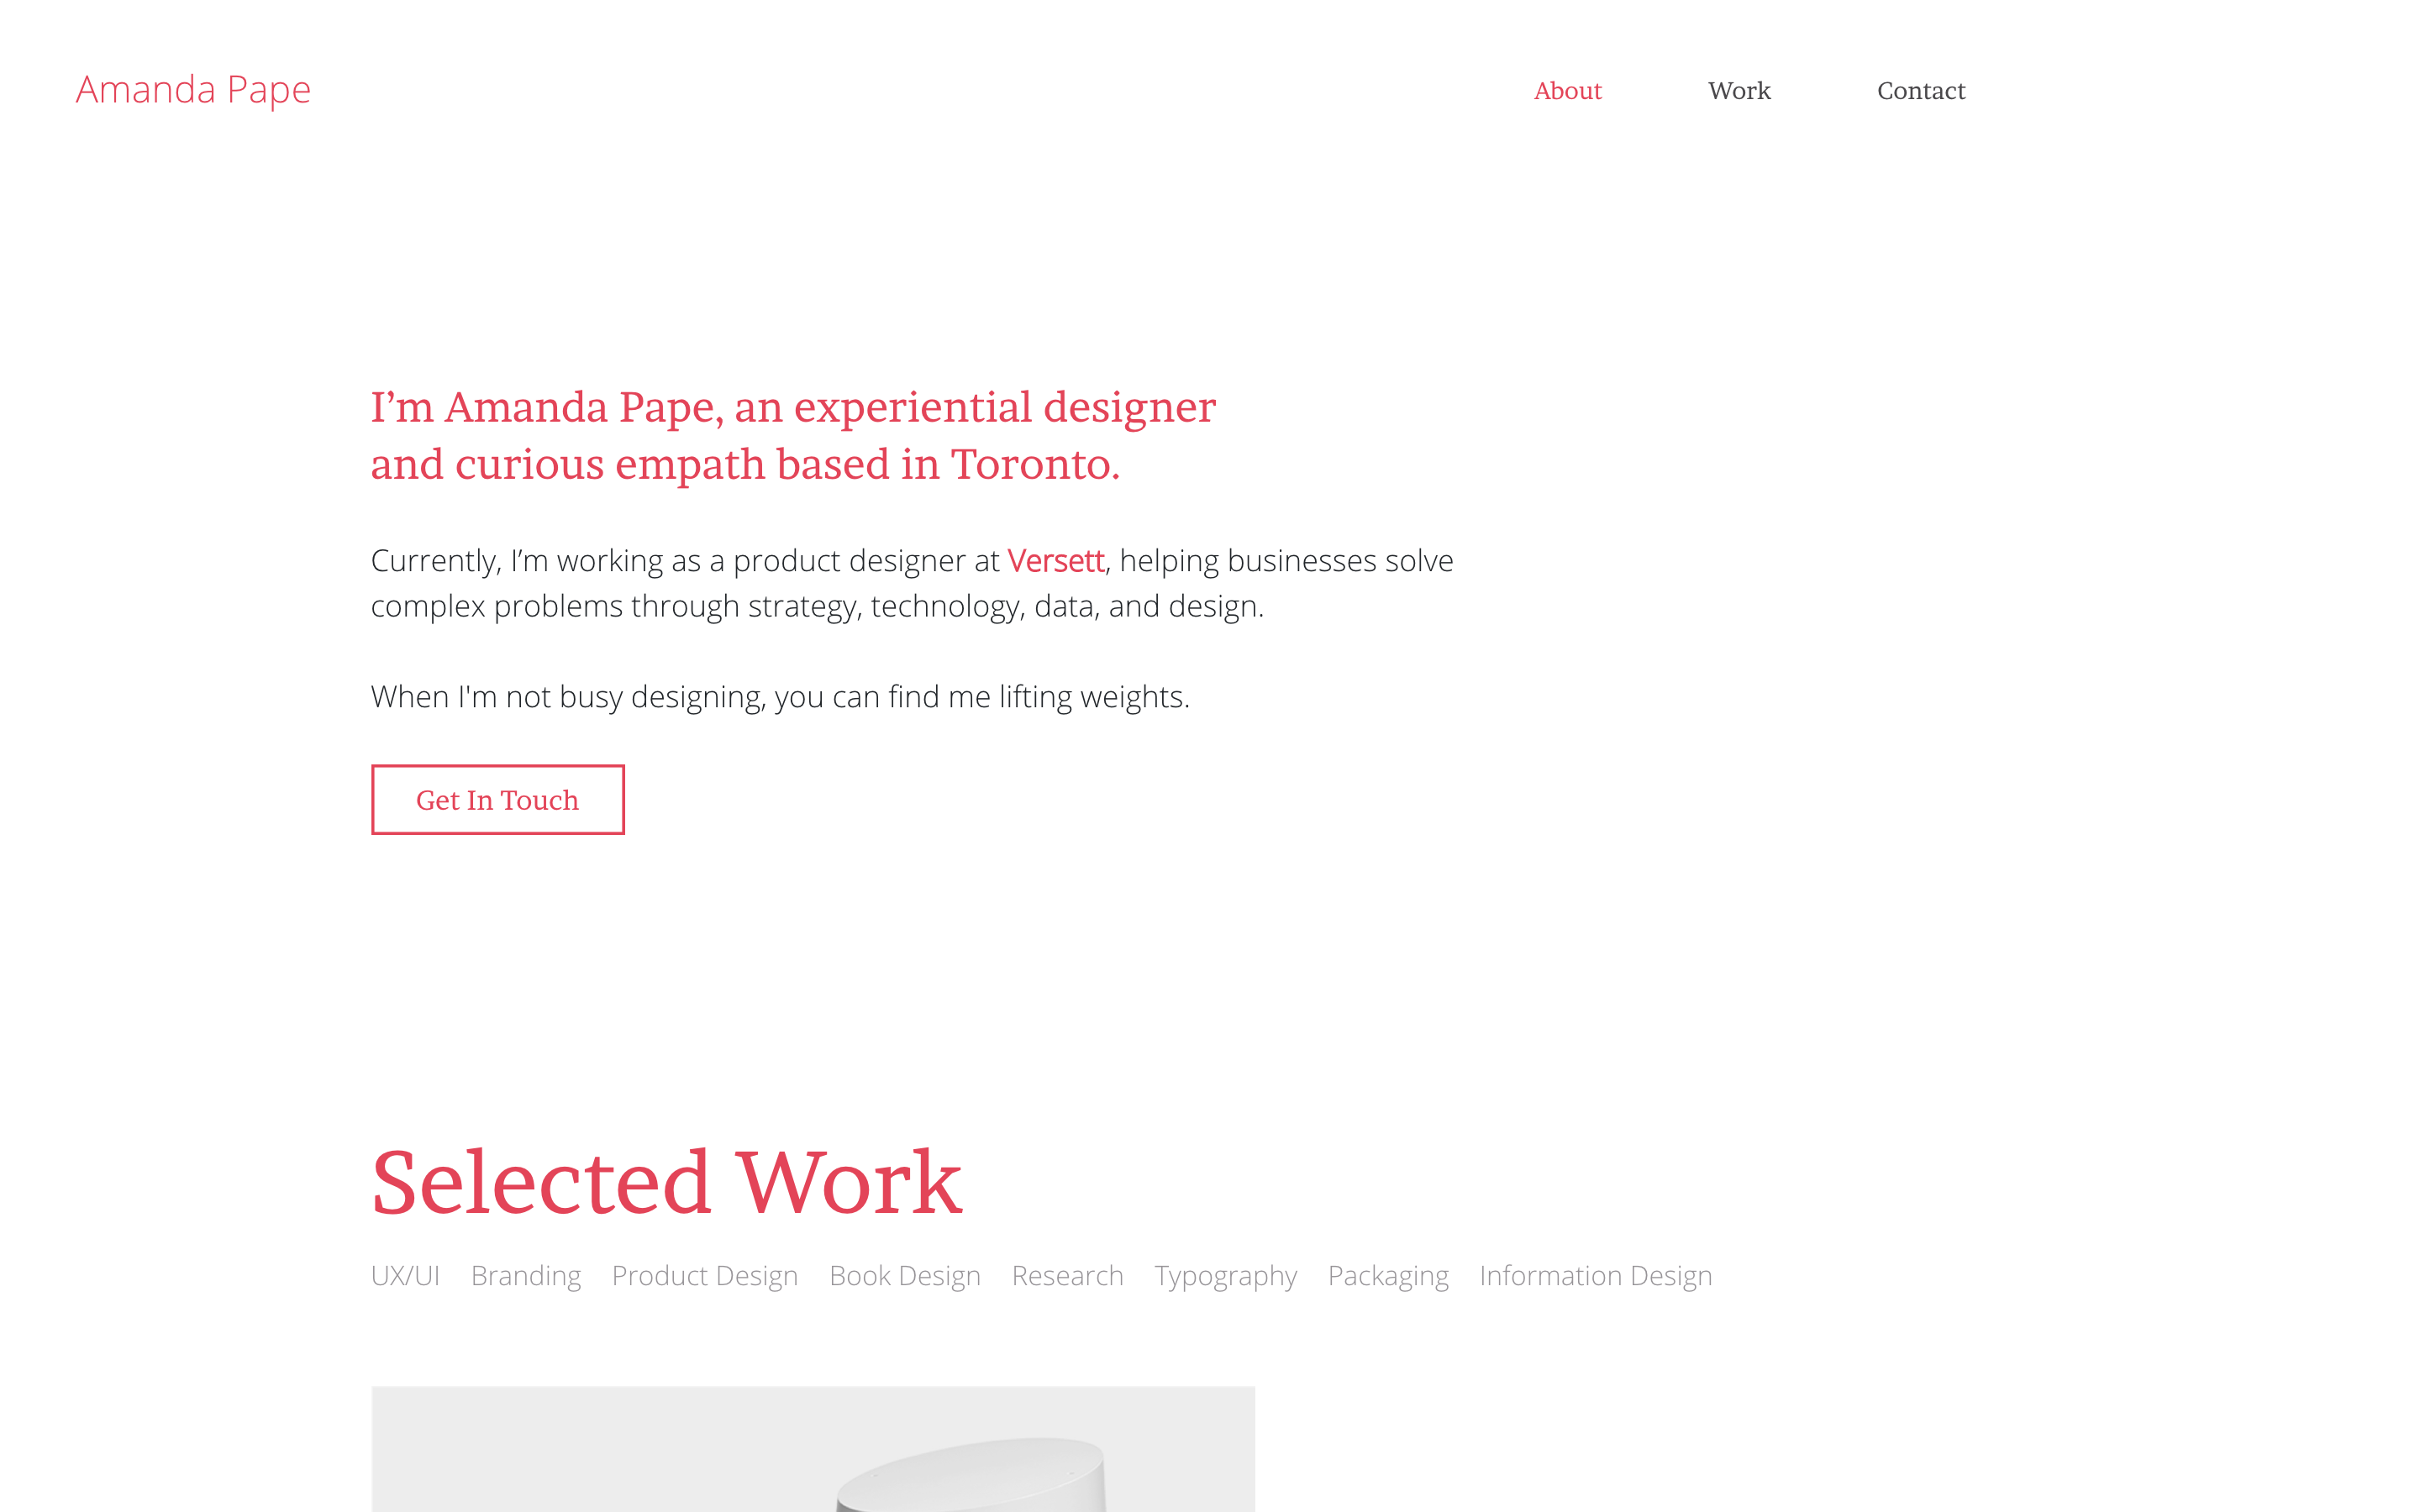 Amanda Pape
About Work Contact
I’m Amanda Pape, an experiential designer
and curious empath based in Toronto.
Currently, I’m working as a product designer at Versett, helping businesses solve
complex problems through strategy, technology, data, and design.
When I'm not busy designing, you can find me lifting weights.
Get In Touch
Selected Work
UX/UI Branding Product Design Book Design Research Typography Packaging Information Design